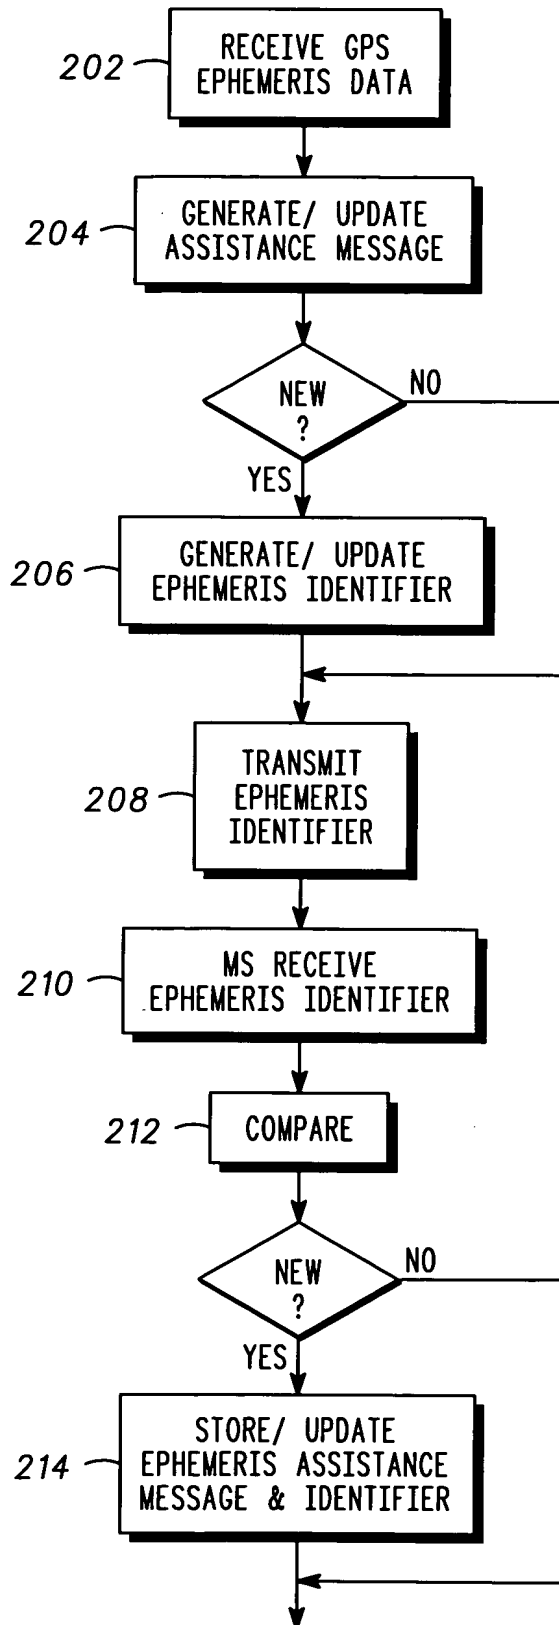 202
RECEIVE GPS
EPHEMERIS DATA
204
GENERATE/ UPDATE
ASSISTANCE MESSAGE
NEW
?
NO
YES
206
GENERATE/ UPDATE
EPHEMERIS IDENTIFIER
208
TRANSMIT
EPHEMERIS
IDENTIFIER
210
MS RECEIVE
EPHEMERIS IDENTIFIER
212
COMPARE
NEW
?
NO
YES
214
STORE/ UPDATE
EPHEMERIS ASSISTANCE
MESSAGE & IDENTIFIER